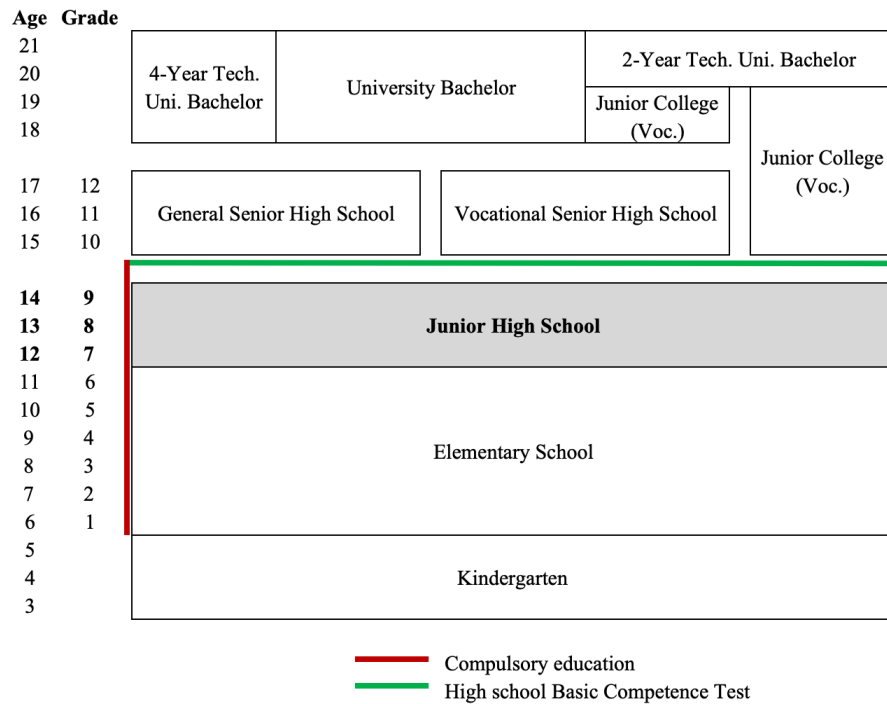 Age Grade
21
20
19
18
4-Year Tech.
Uni. Bachelor
University Bachelor
2-Year Tech. Uni. Bachelor
Junior College
(Voc.)
Junior College
(Voc.)
17 12
16 11
15 10
General Senior High School
Vocational Senior High School
14 9
13 8
12 7
Junior High School
11 6
10 5
9 4
8 3
7 2
6 1
Elementary School
5
4
3
Kindergarten
Compulsory education
High school Basic Competence Test